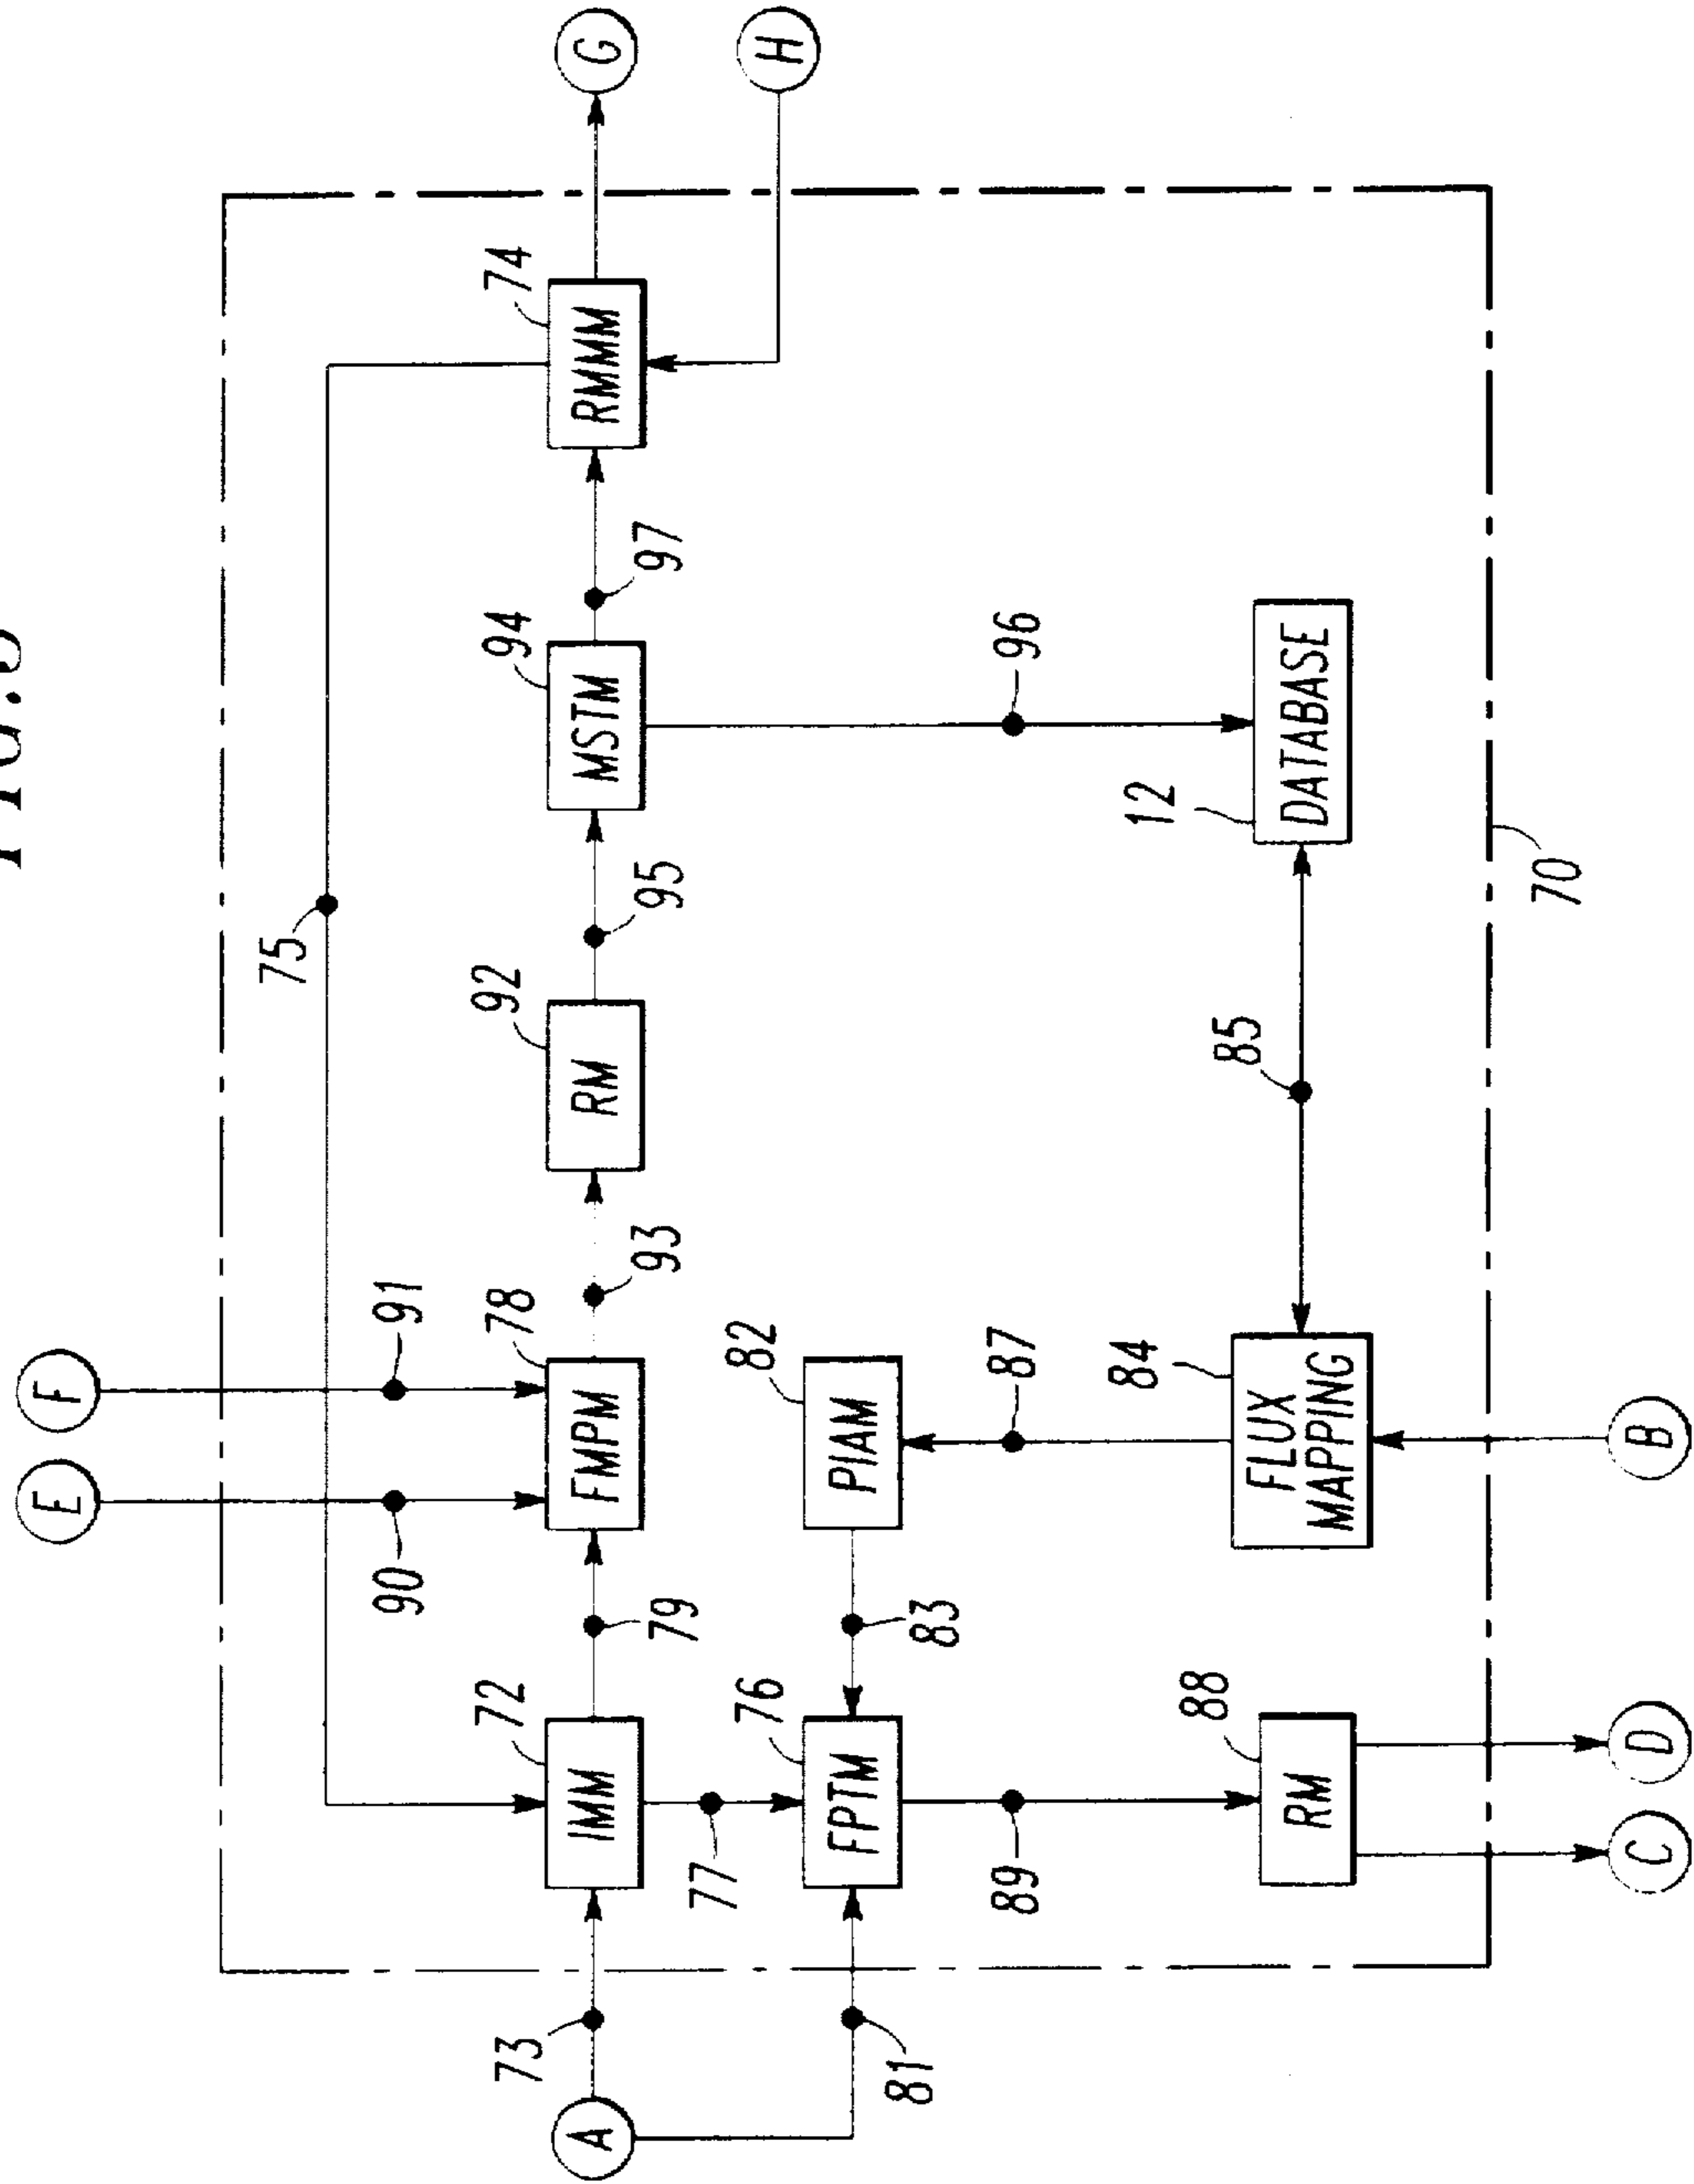 FIG.
E
F
75
90
91
73
72
78
92
94
74
A
IMM
FMPM
RM
MSTM
RMMM
G
79
93
95
97
77
76
82
H
FPTM
PIAM
81
83
89
87
96
88
84
85
12
RM
FLUX
MAPPING
DATABASE
70
C
D
B